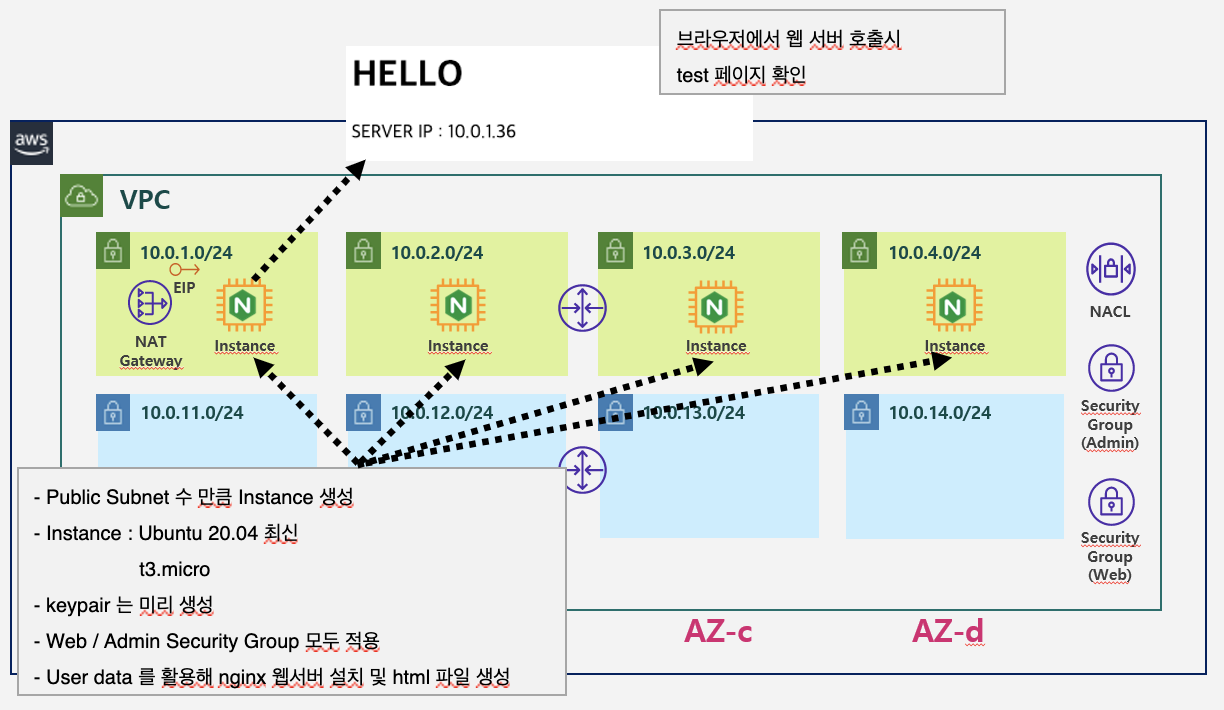 브라우저에서 웹 서버 호출시
test 페이지 확인
HELLO
SERVER IP : 10.0.1.36
aws
VPC
10.0.1.0/24
10.0.2.0/24
10.0.3.0/24
10.0.4.0/24
EIP
NAT
Gateway
Instance
Instance
Instance
Instance
NACL
10.0.11.0/24
10.0.12.0/24
10.0.13.0/24
10.0.14.0/24
Security
Group
(Admin)
Security
Group
(Web)
- Public Subnet 수 만큼 Instance 생성
- Instance : Ubuntu 20.04 최신
t3.micro
- keypair 는 미리 생성
- Web / Admin Security Group 모두 적용
- User data 를 활용해 nginx 웹서버 설치 및 html 파일 생성
AZ-c
AZ-d